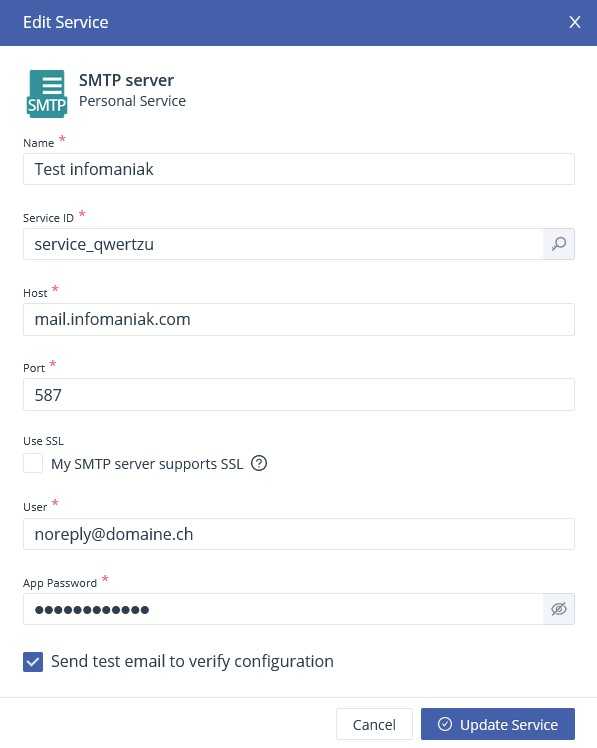 Edit Service
SMTP server
SMTP
Personal Service
Name *
Test infomaniak
Service ID *
service_qwertzu
Host *
mail.infomaniak.com
Port *
587
Use SSL
My SMTP server supports SSL ?
User *
noreply@domaine.ch
App Password *
●●●●●●●●●●●●
Send test email to verify configuration
Cancel
Update Service